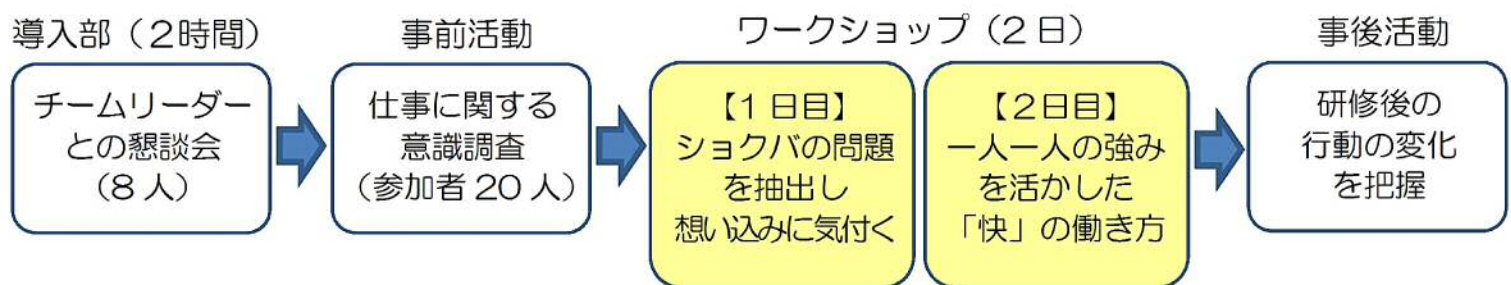 導入部（２時間）
チームリーダー
との懇談会
（８人）
事前活動
仕事に関する
意識調査
（参加者 20 人）
ワークショップ（２日）
【１日目】
ショクバの問題
を抽出し
想い込みに気付く
【２日目】
一人一人の強み
を活かした
「快」の働き方
事後活動
研修後の
行動の変化
を把握